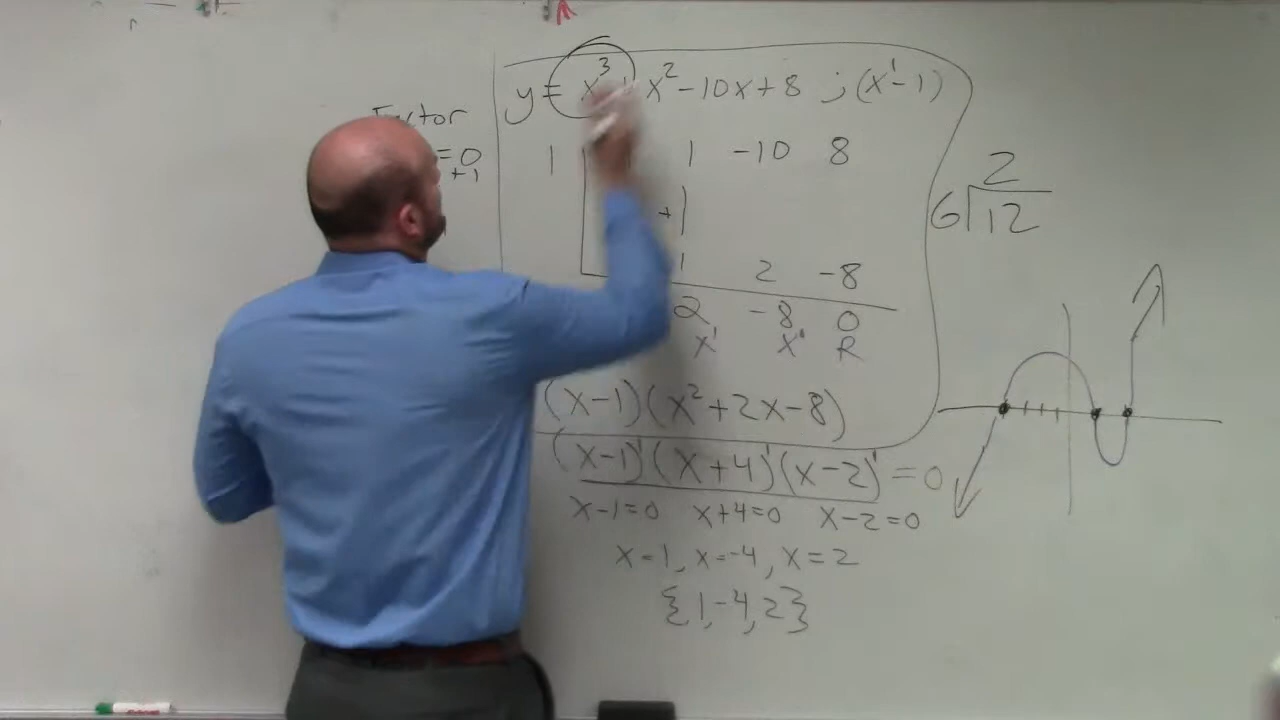 y = x³ x² - 10x + 8 ; (x¹ - 1)
Factor
= 0
+1
1 1 -10 8
+
1 2 -8
2 -8 0
x¹ x⁰ R
(x-1)(x²+2x-8)
(x-1)¹(x+4)¹(x-2)¹ = 0
x-1=0 x+4=0 x-2=0
x=1, x=-4, x=2
{1,-4,2}
2
6 12